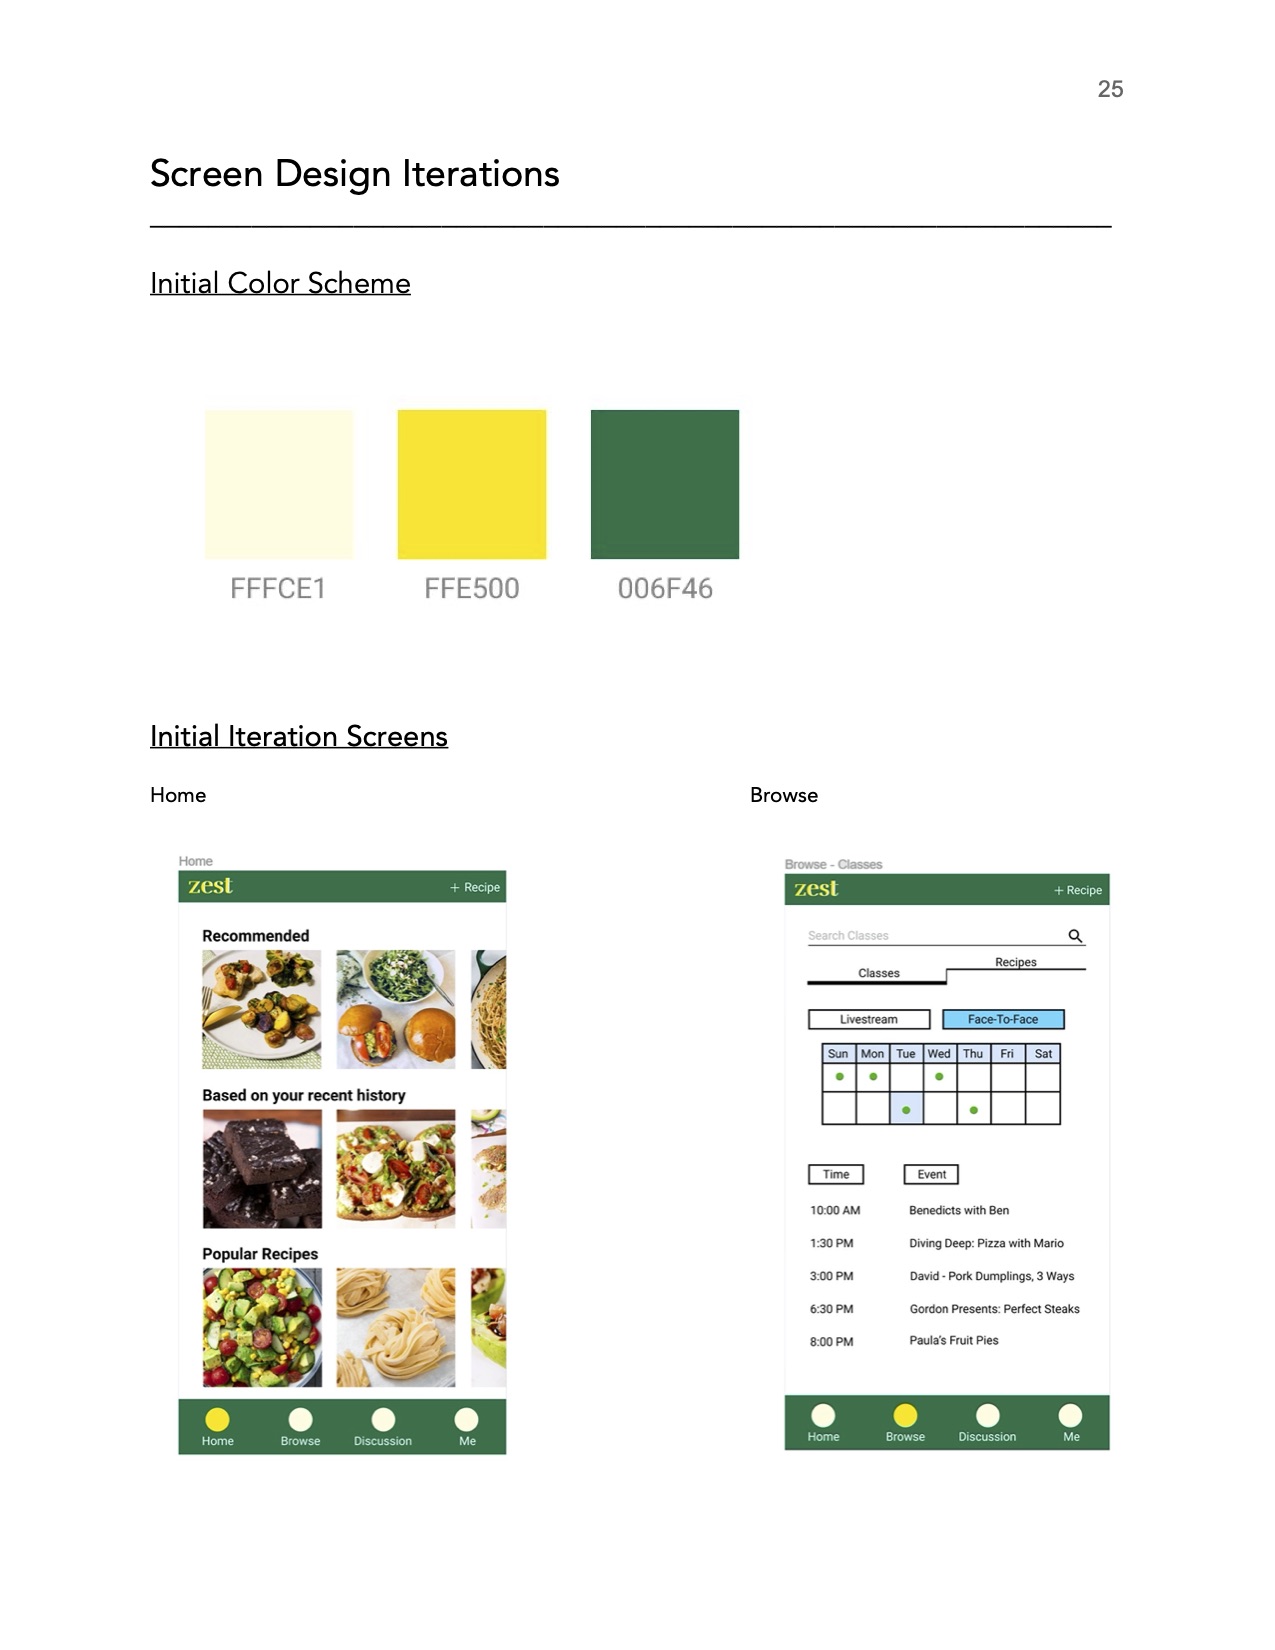 25
Screen Design Iterations
Initial Color Scheme
FFFCE1 FFE500 006F46
Initial Iteration Screens
Home Browse
Home
zest + Recipe
Recommended
Based on your recent history
Popular Recipes
Home Browse Discussion Me
Browse - Classes
zest + Recipe
Search Classes
Classes Recipes
Livestream Face-To-Face
Sun Mon Tue Wed Thu Fri Sat
Time Event
10:00 AM Benedicts with Ben
1:30 PM Diving Deep: Pizza with Mario
3:00 PM David - Pork Dumplings, 3 Ways
6:30 PM Gordon Presents: Perfect Steaks
8:00 PM Paula's Fruit Pies
Home Browse Discussion Me